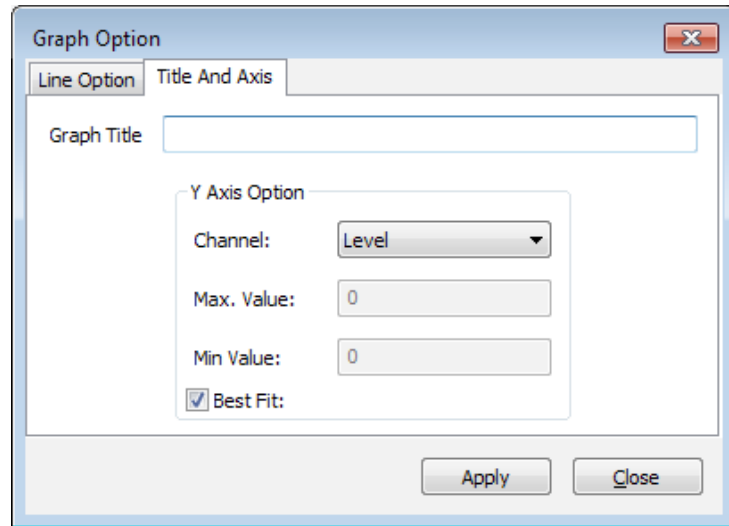 Graph Option
Line Option Title And Axis
Graph Title
Y Axis Option
Channel: Level
Max. Value: 0
Min Value: 0
Best Fit:
Apply Close